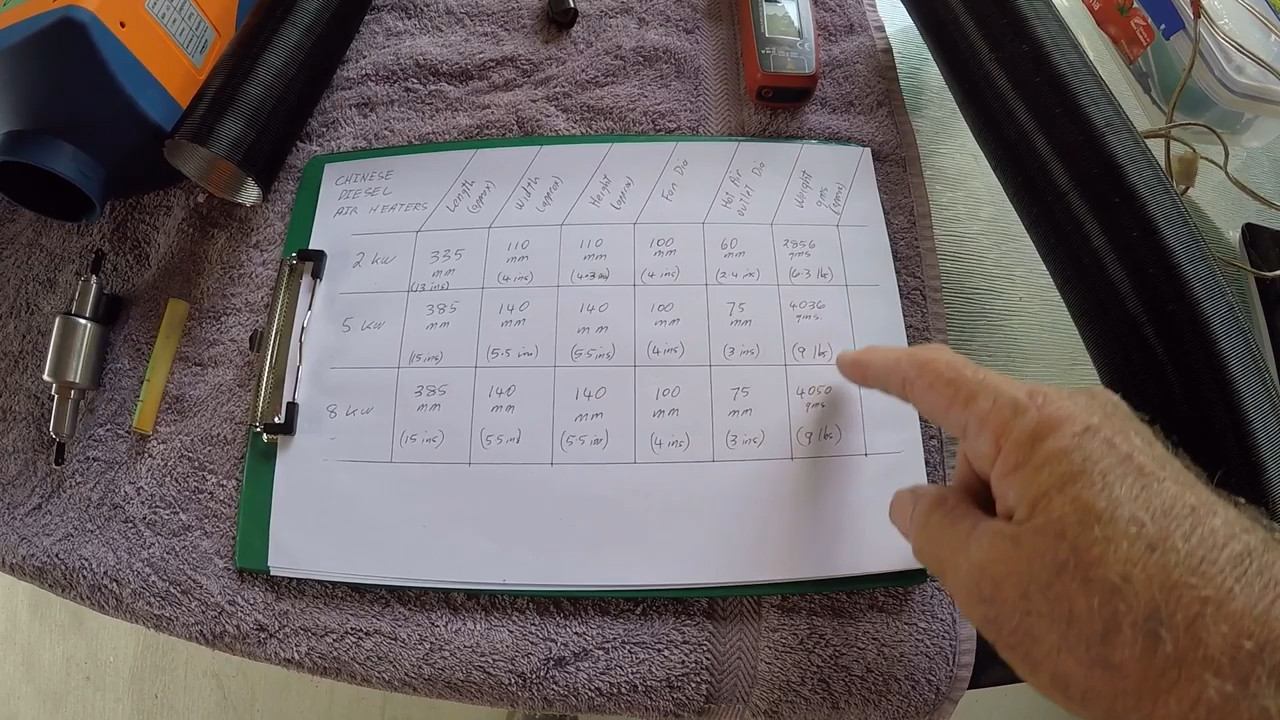 CHINESE
DIESEL
AIR HEATERS
Length
(approx)
Width
(approx)
Height
(approx)
Fan Dia
Hot Air
outlet Dia
Weight
gms
(approx)
2 kw
335
mm
(13 ins)
110
mm
(4 ins)
110
mm
100
mm
(4 ins)
60
mm
(2.4 ins)
2856
gms
(6.3 lb)
5 kw
385
mm
(15 ins)
140
mm
(5.5 ins)
140
mm
(5.5 ins)
100
mm
(4 ins)
75
mm
(3 ins)
4036
gms.
(9 lbs)
8 kw
385
mm
(15 ins)
140
mm
(5.5 in)
140
mm
(5.5 ins)
100
mm
(4 ins)
75
mm
(3 ins)
4050
gms
(9 lbs)